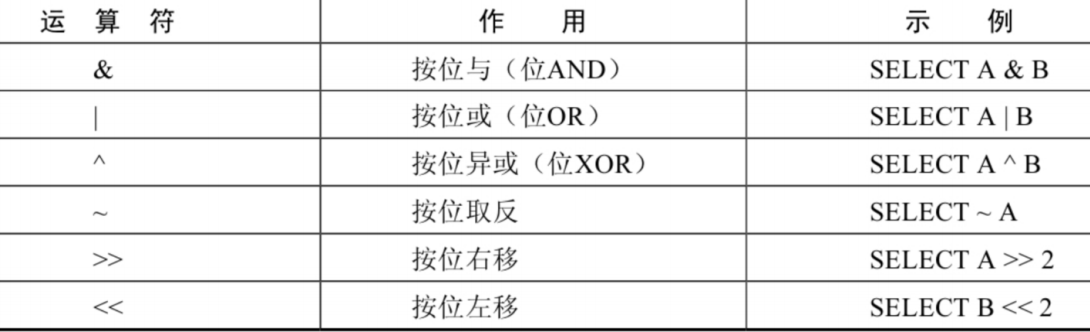 运 算 符 作 用 示 例
& 按位与（位AND） SELECT A & B
| 按位或（位OR） SELECT A | B
^ 按位异或（位XOR） SELECT A ^ B
~ 按位取反 SELECT ~ A
>> 按位右移 SELECT A >> 2
<< 按位左移 SELECT B << 2